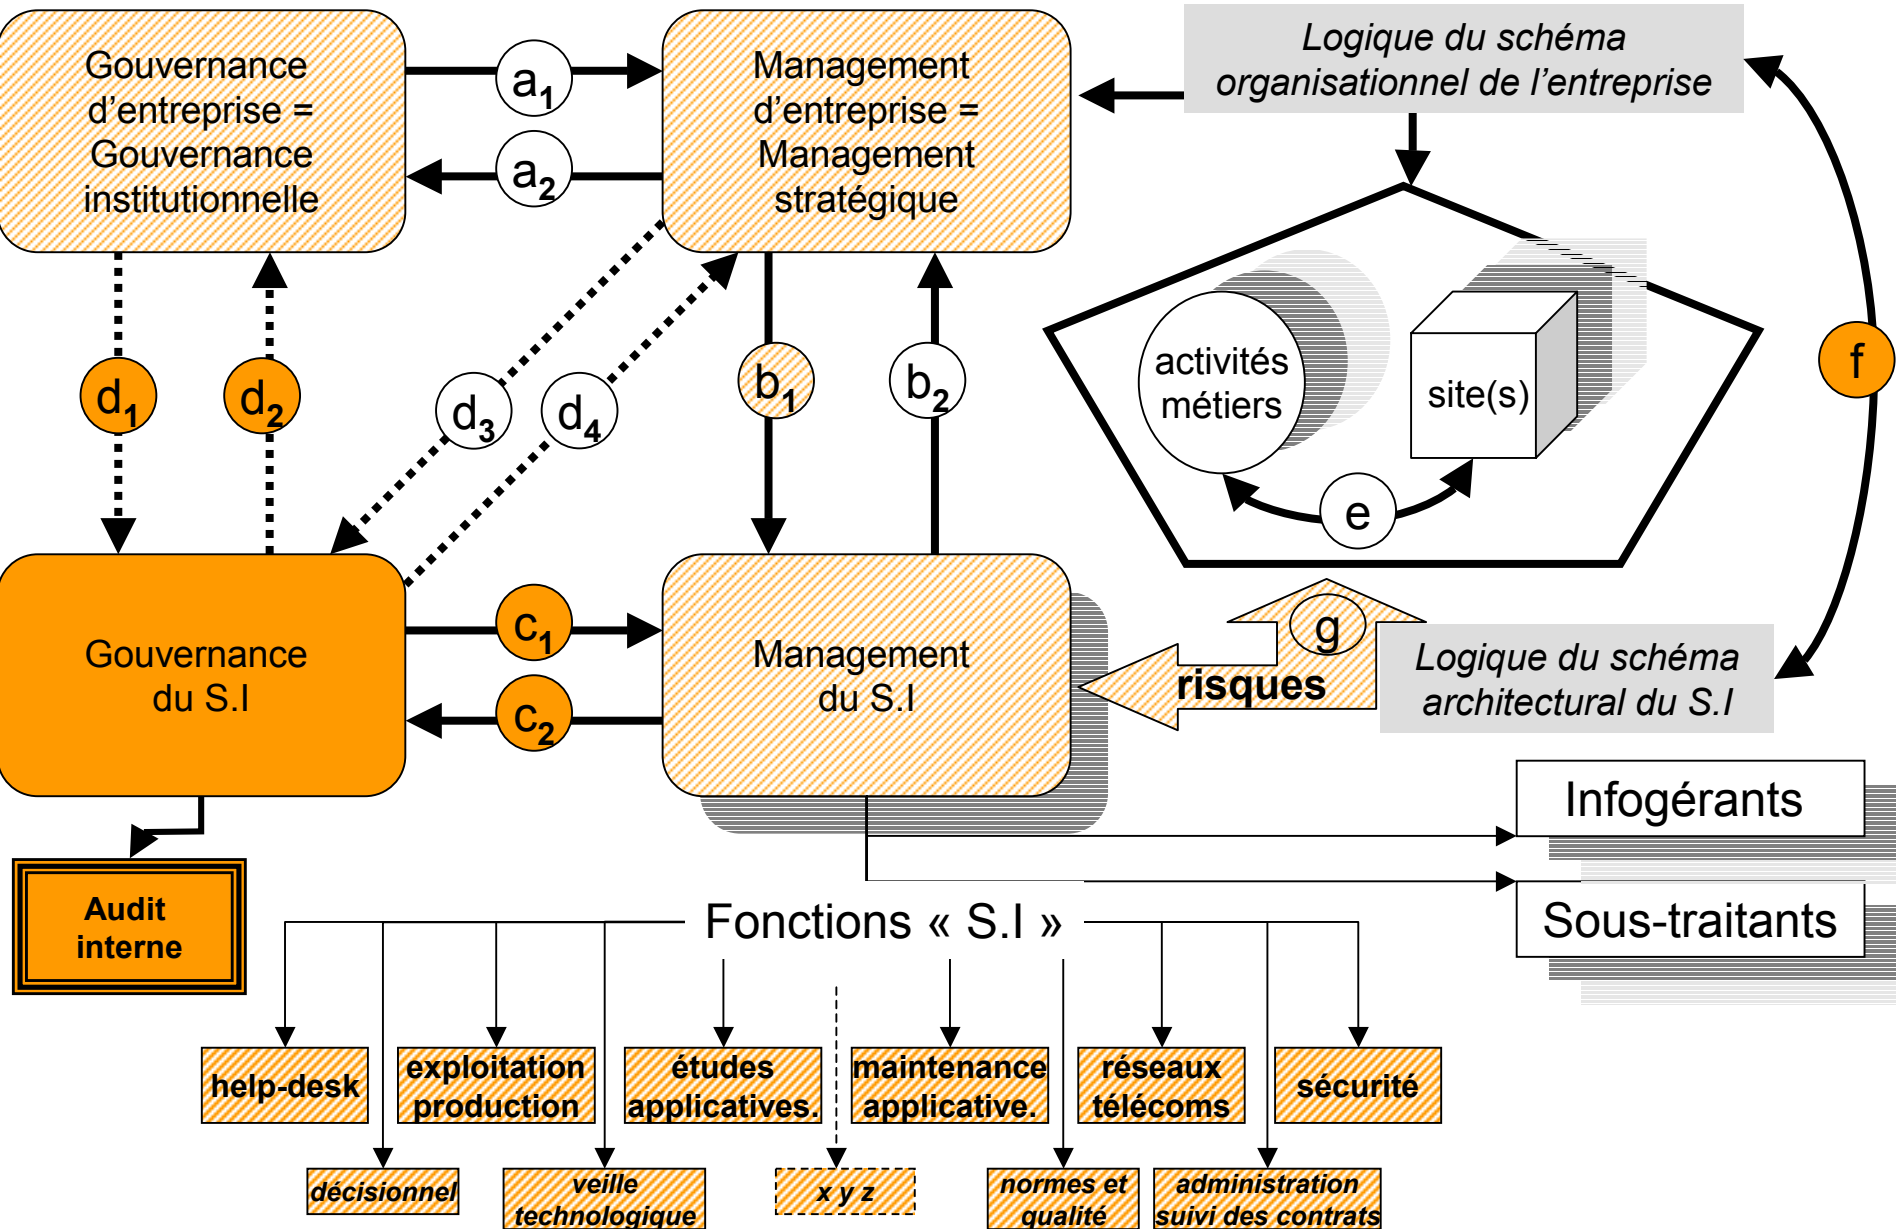 Gouvernance
d’entreprise =
Gouvernance
institutionnelle
a1
a2
Management
d’entreprise =
Management
stratégique
Logique du schéma
organisationnel de l’entreprise
activités
métiers
site(s)
e
f
d1
d2
d3
d4
b1
b2
Gouvernance
du S.I
c1
c2
Management
du S.I
g
risques
Logique du schéma
architectural du S.I
Infogérants
Sous-traitants
Audit
interne
Fonctions « S.I »
help-desk
exploitation
production
études
applicatives.
maintenance
applicative.
réseaux
télécoms
sécurité
décisionnel
veille
technologique
x y z
normes et
qualité
administration
suivi des contrats